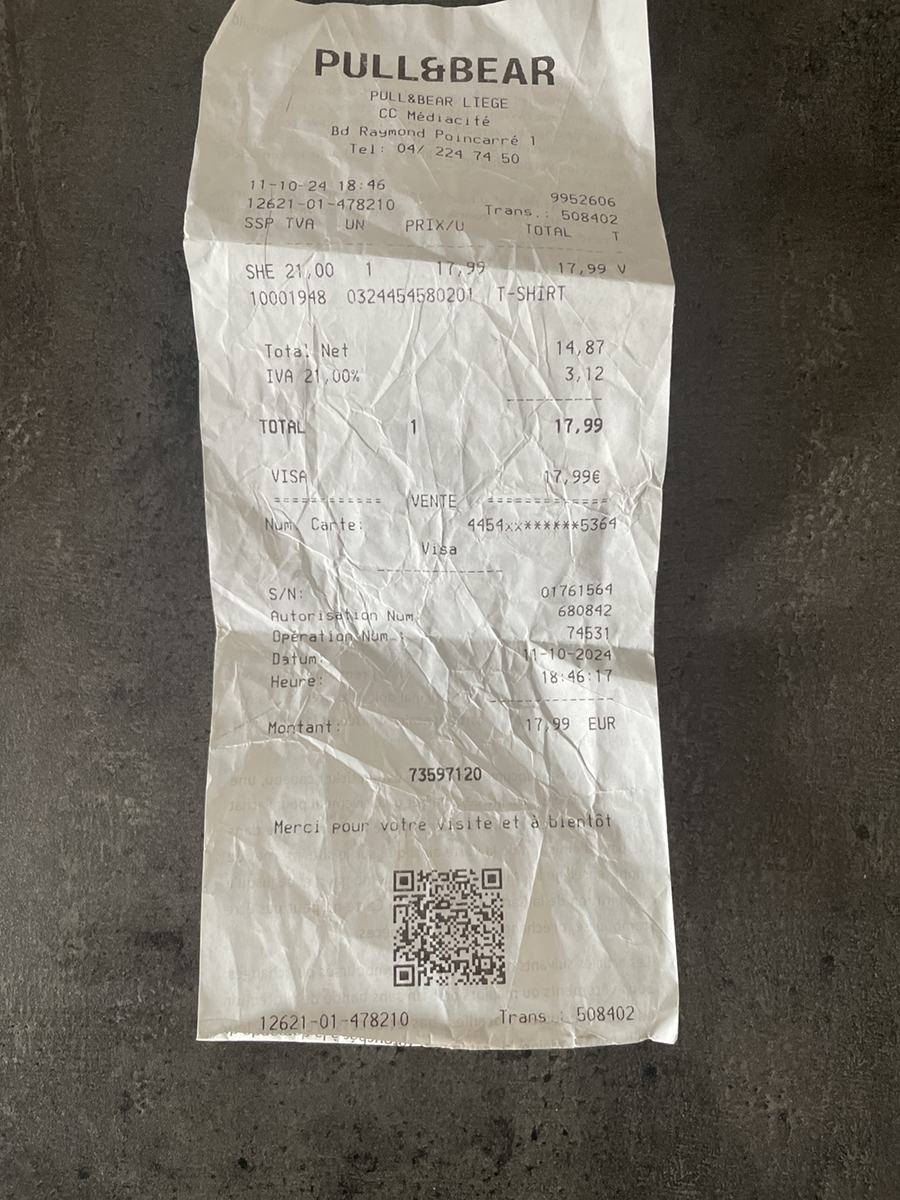 PULL&BEAR
PULL&BEAR LIEGE
CC Médiacité
Bd Raymond Poincarré 1
Tel: 04/ 224 74 50
11-10-24 18:46 9952606
12621-01-478210 Trans.: 508402
SSP TVA UN PRIX/U TOTAL T
SHE 21,00 1 17,99 17,99 V
10001948 0324454580201 T-SHIRT
Total Net 14,87
IVA 21,00% 3,12
TOTAL 1 17,99
VISA 17,99€
============ VENTE =============
Num. Carte: 4454xx******5364
Visa
S/N: 01761564
Autorisation Num. 680842
Opération Num.: 74531
Datum: 11-10-2024
Heure: 18:46:17
Montant: 17,99 EUR
73597120
Merci pour votre visite et à bientôt
12621-01-478210 Trans.: 508402